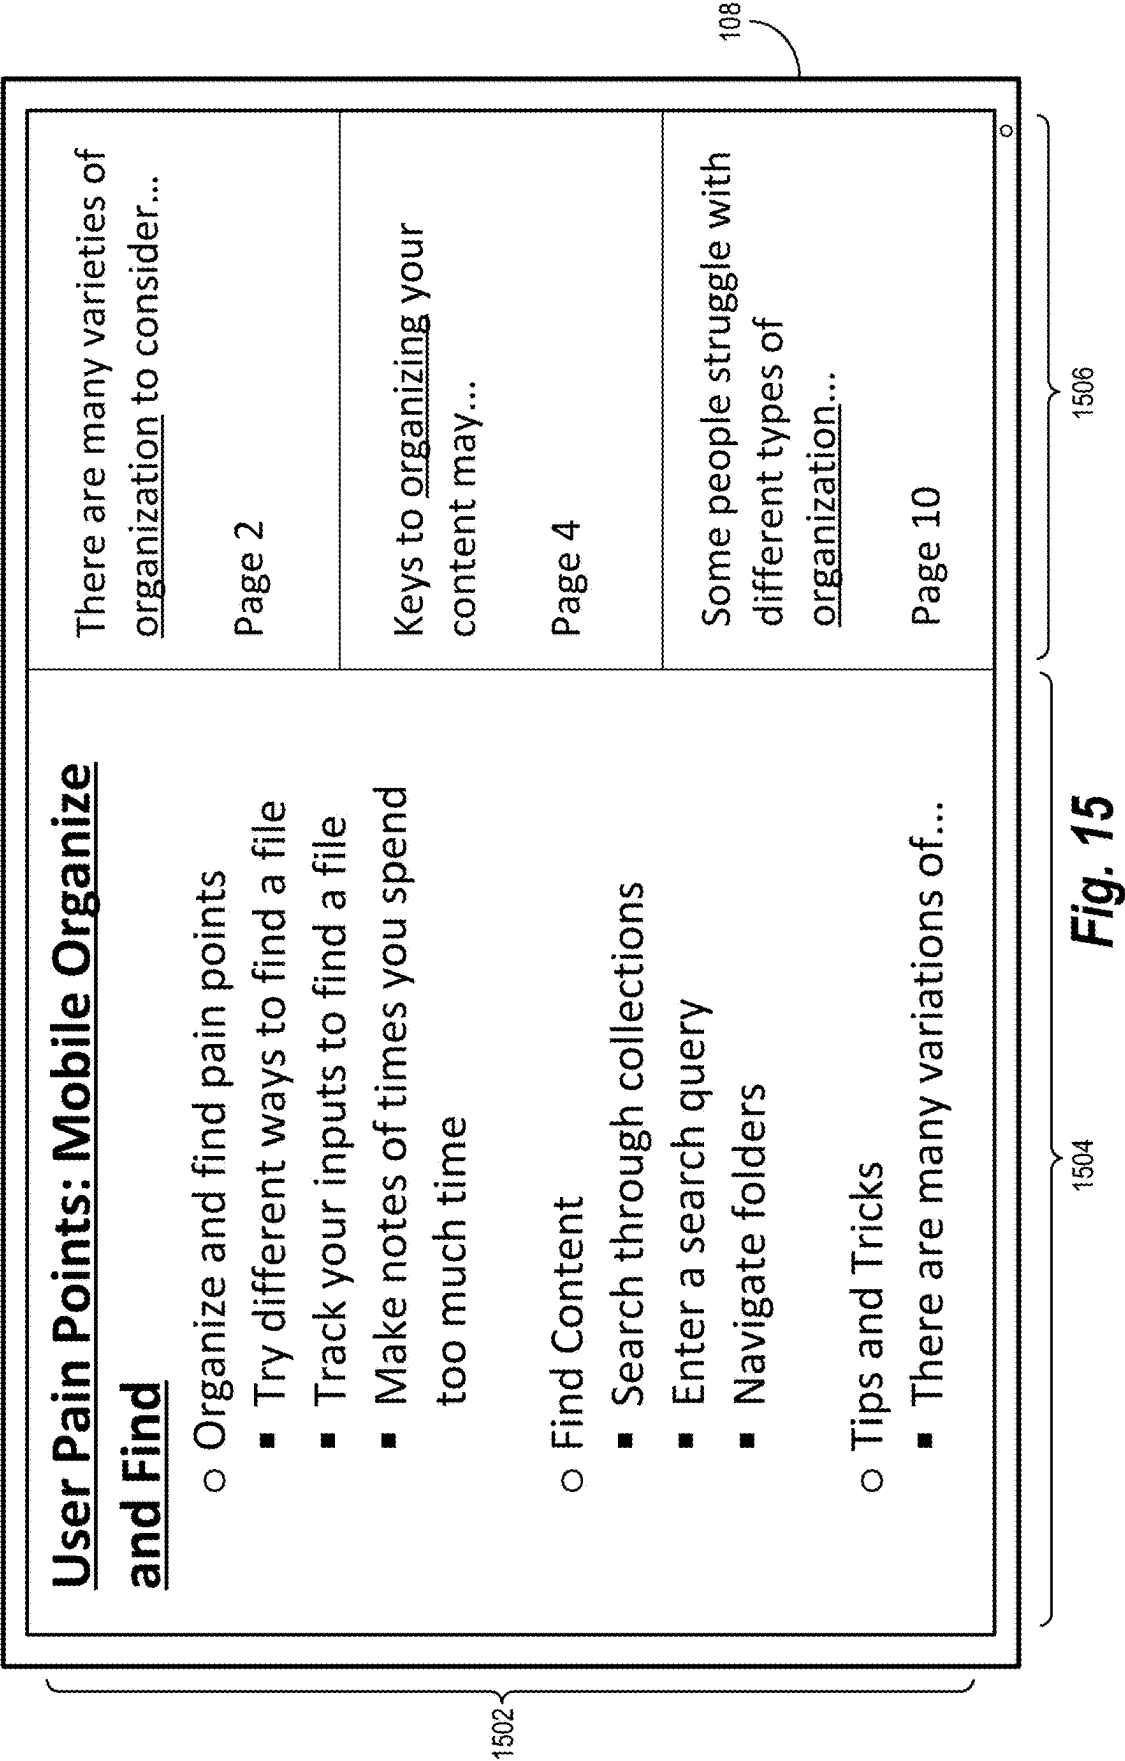 108
User Pain Points: Mobile Organize
and Find
○ Organize and find pain points
▪ Try different ways to find a file
▪ Track your inputs to find a file
▪ Make notes of times you spend
too much time
○ Find Content
▪ Search through collections
▪ Enter a search query
▪ Navigate folders
○ Tips and Tricks
▪ There are many variations of...
There are many varieties of
organization to consider...
Page 2
Keys to organizing your
content may...
Page 4
Some people struggle with
different types of
organization...
Page 10
1502
1504
1506
Fig. 15